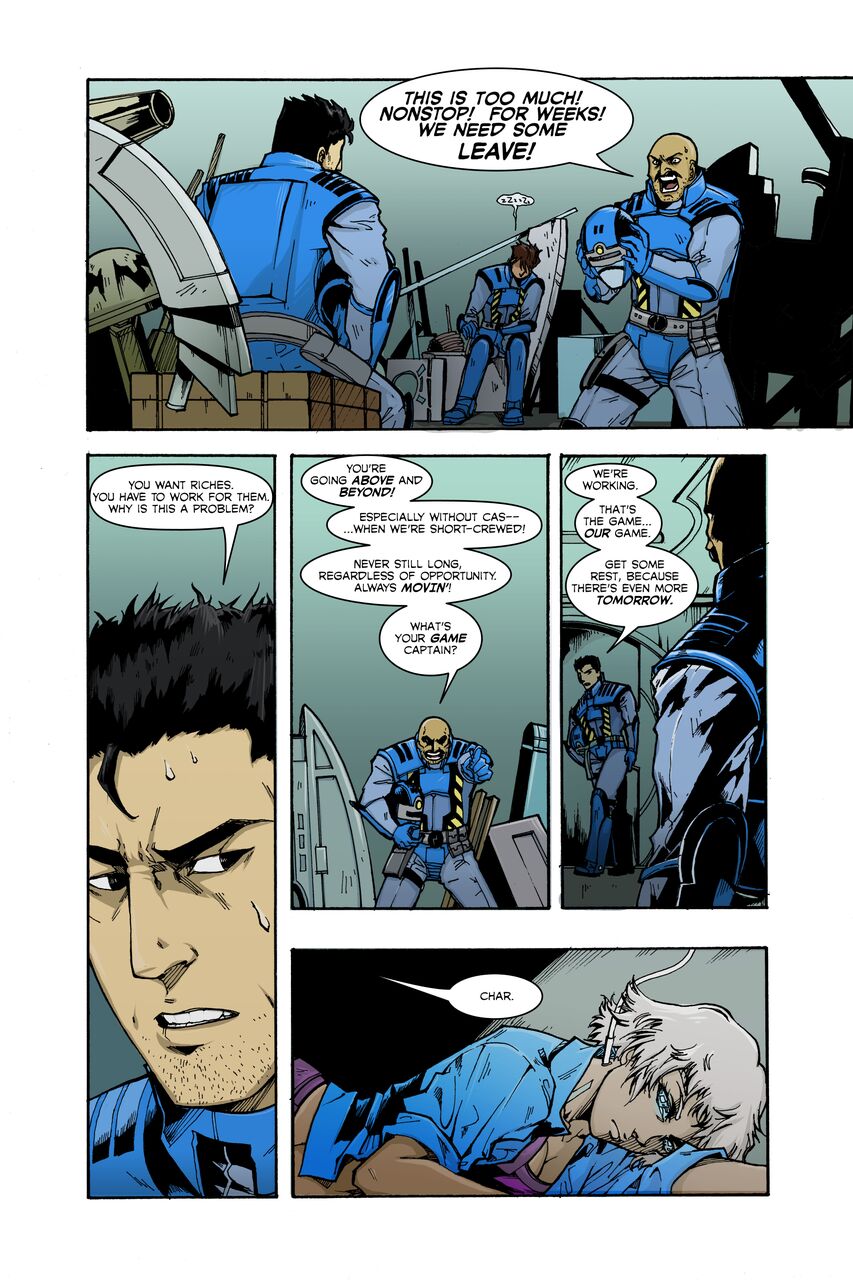 THIS IS TOO MUCH!
NONSTOP! FOR WEEKS!
WE NEED SOME
LEAVE!
zZzzZz
YOU WANT RICHES.
YOU HAVE TO WORK FOR THEM.
WHY IS THIS A PROBLEM?
YOU'RE
GOING ABOVE AND
BEYOND!
ESPECIALLY WITHOUT CAS--
...WHEN WE'RE SHORT-CREWED!
NEVER STILL LONG,
REGARDLESS OF OPPORTUNITY.
ALWAYS MOVIN'!
WHAT'S
YOUR GAME
CAPTAIN?
WE'RE
WORKING.
THAT'S
THE GAME...
OUR GAME.
GET SOME
REST, BECAUSE
THERE'S EVEN MORE
TOMORROW.
CHAR.